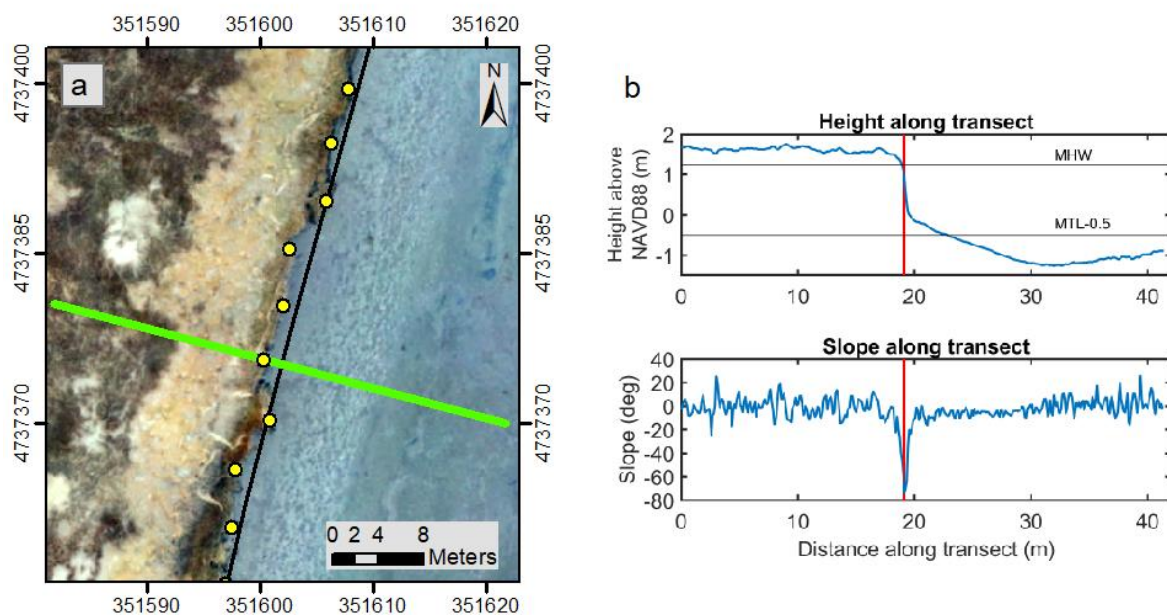 351590 351600 351610 351620
4737400
4737385
4737370
a
N
0 2 4 8
Meters
4737400
4737385
4737370
351590 351600 351610 351620
b
Height along transect
Height above
NAVD88 (m)
2
1
0
-1
MHW
MTL-0.5
0 10 20 30 40
Slope along transect
Slope (deg)
40
20
0
-20
-40
-60
-80
0 10 20 30 40
Distance along transect (m)